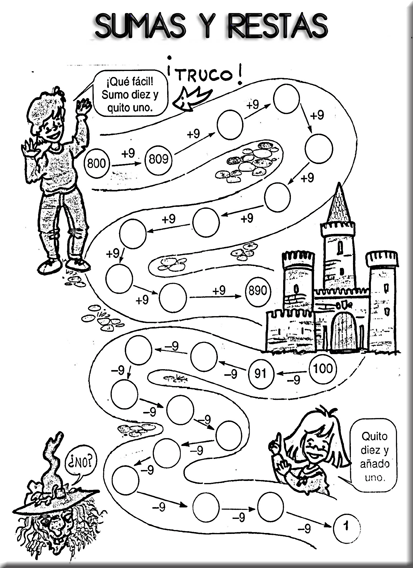 SUMAS Y RESTAS
¡TRUCO!
¡Qué fácil!
Sumo diez y
quito uno.
800
+9
809
+9
+9
+9
+9
+9
+9
+9
+9
+9
890
100
-9
91
-9
-9
-9
-9
-9
-9
-9
-9
-9
-9
1
Quito
diez y
añado
uno.
¿NO?